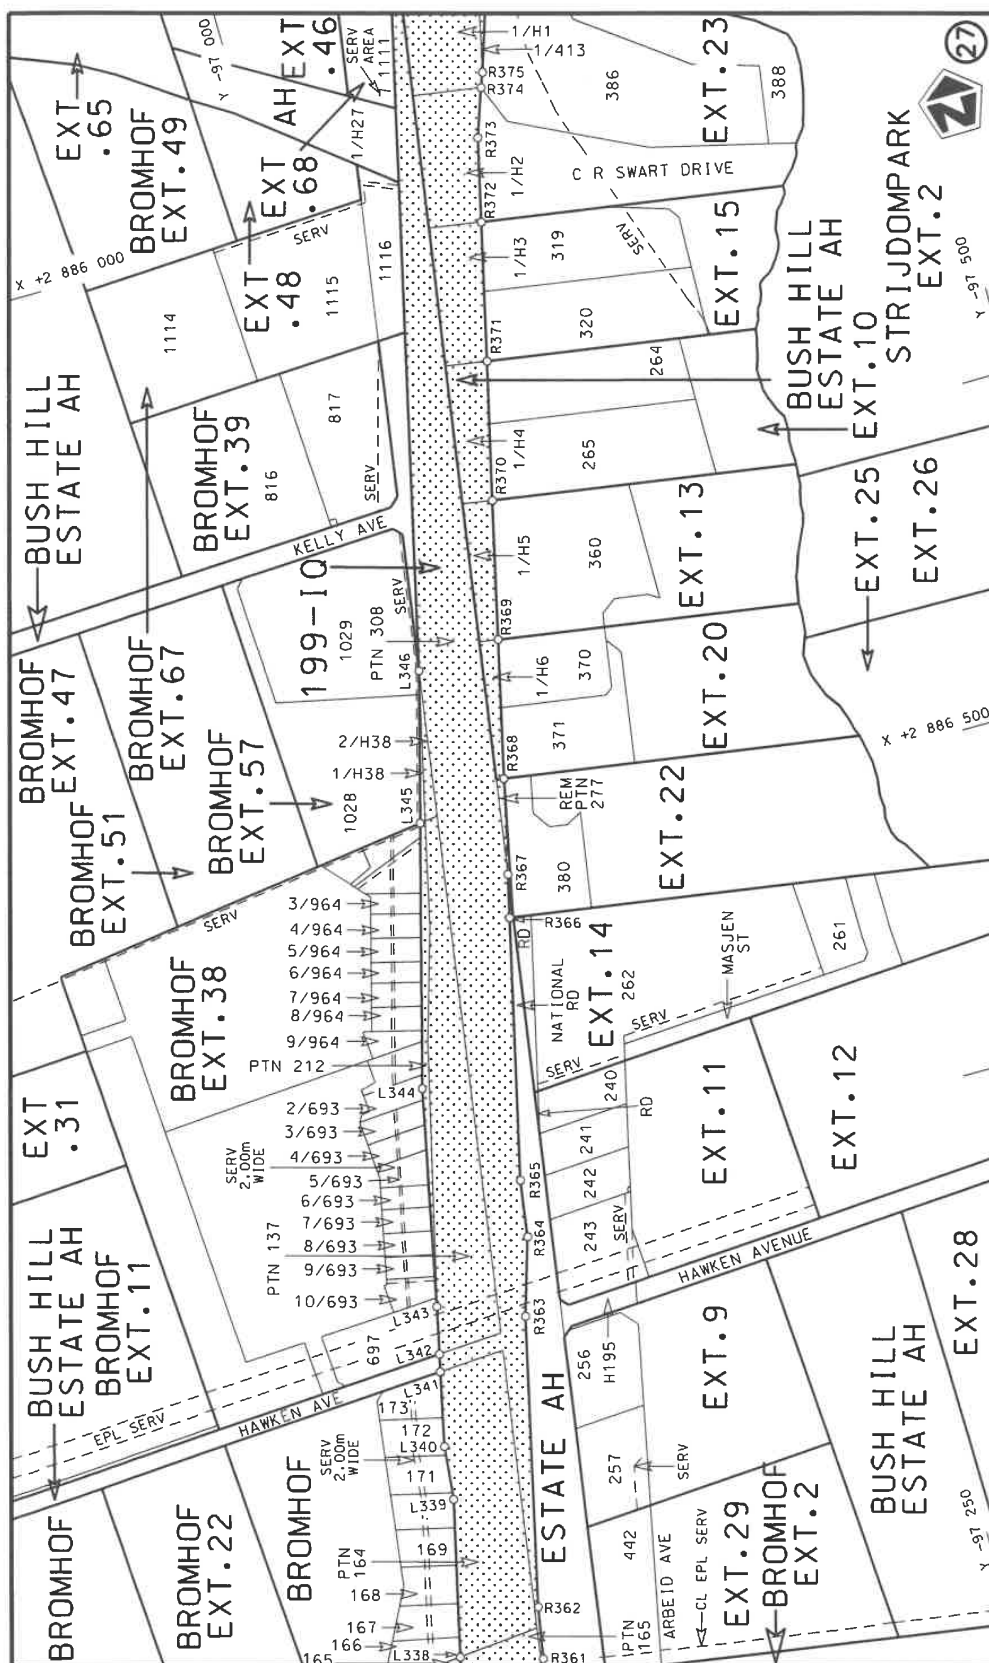 EXT
.65
BROMHOF
EXT.49
Y -97 000
AH EXT
.46
SERV
AREA
1111
1/H27
EXT
.68
EXT
.48
SERV
X +2 886 000
1114
1115
1116
1/H1
1/413
R375
R374
R373
R372
1/H2
386
EXT.23
388
27
N
C R SWART DRIVE
STRIJDOMPARK
EXT.2
Y -97 500
1/H3
319
SERV
EXT.15
BUSH HILL
ESTATE AH
320
R371
264
EXT.10
1/H4
265
R370
BUSH HILL
ESTATE AH
BROMHOF
EXT.39
816
817
SERV
KELLY AVE
199-IQ
1/H5
360
EXT.13
EXT.25
EXT.26
R369
SERV
1029
PTN 308
L346
BROMHOF
EXT.47
BROMHOF
EXT.67
BROMHOF
EXT.57
BROMHOF
EXT.51
1/H6
370
371
EXT.20
X +2 886 500
R368
2/H38
1/H38
1028
L345
REM
PTN
277
R367
380
EXT.22
SERV
3/964
4/964
5/964
6/964
7/964
8/964
9/964
BROMHOF
EXT.38
R366
RD
NATIONAL
RD
262
EXT.14
MASJEN
ST
261
SERV
SERV
PTN 212
L344
2/693
3/693
4/693
5/693
6/693
7/693
8/693
9/693
10/693
SERV
2.00m
WIDE
PTN 137
EXT
.31
240
241
242
243
RD
EXT.11
EXT.12
R365
R364
R363
SERV
HAWKEN AVENUE
BUSH HILL
ESTATE AH
BROMHOF
EXT.11
EPL SERV
HAWKEN AVE
697
L343
L342
L341
L340
L339
L338
173
172
171
169
168
167
166
165
SERV
2.00m
WIDE
PTN
164
BROMHOF
BROMHOF
EXT.22
BROMHOF
ESTATE AH
256
H195
257
SERV
EXT.9
EXT.28
BUSH HILL
ESTATE AH
442
ARBEID AVE
CL EPL SERV
EXT.29
BROMHOF
EXT.2
Y -97 250
R362
R361
PTN
165